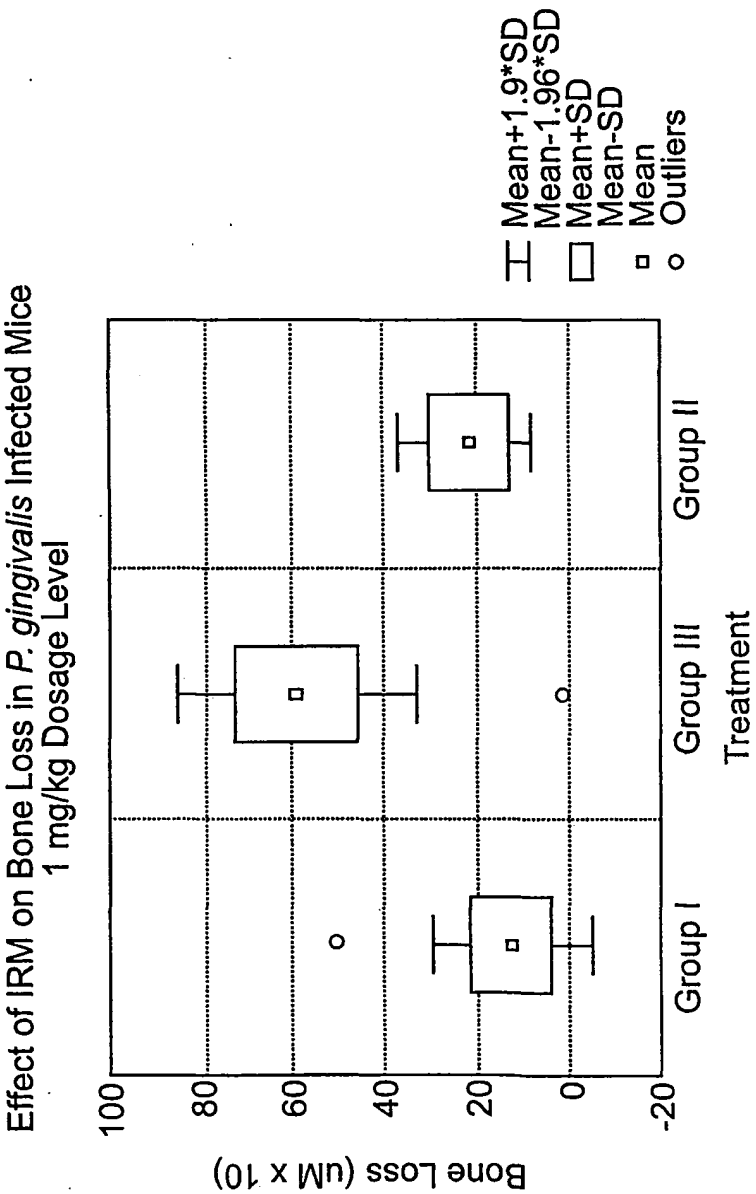 Effect of IRM on Bone Loss in P. gingivalis Infected Mice
1 mg/kg Dosage Level
Bone Loss (uM x 10)
100
80
60
40
20
0
-20
Group I
Group III
Group II
Treatment
Mean+1.9*SD
Mean-1.96*SD
Mean+SD
Mean-SD
Mean
Outliers